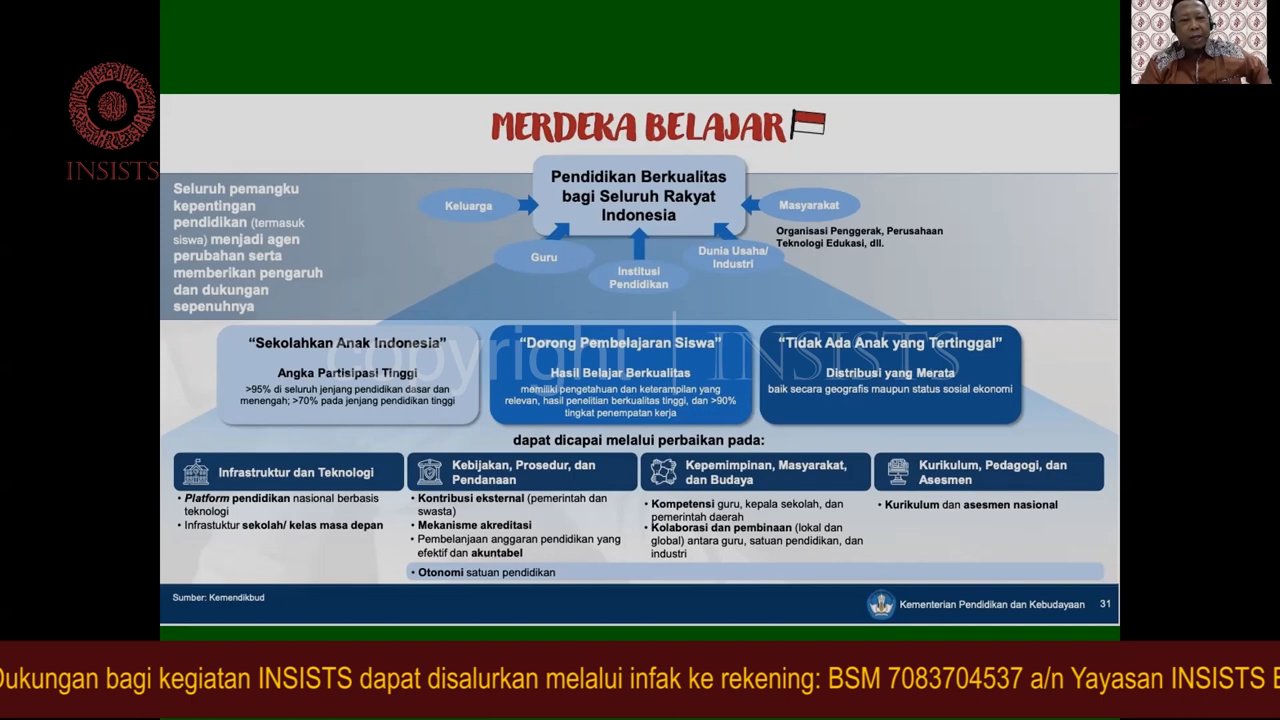 INSISTS
MERDEKA BELAJAR
Pendidikan Berkualitas
bagi Seluruh Rakyat
Indonesia
Seluruh pemangku
kepentingan
pendidikan (termasuk
siswa) menjadi agen
perubahan serta
memberikan pengaruh
dan dukungan
sepenuhnya
Keluarga
Guru
Institusi
Pendidikan
Dunia Usaha/
Industri
Masyarakat
Organisasi Penggerak, Perusahaan
Teknologi Edukasi, dll.
copyright | INSISTS
“Sekolahkan Anak Indonesia”
Angka Partisipasi Tinggi
>95% di seluruh jenjang pendidikan dasar dan
menengah; >70% pada jenjang pendidikan tinggi
“Dorong Pembelajaran Siswa”
Hasil Belajar Berkualitas
memiliki pengetahuan dan keterampilan yang
relevan, hasil penelitian berkualitas tinggi, dan >90%
tingkat penempatan kerja
“Tidak Ada Anak yang Tertinggal”
Distribusi yang Merata
baik secara geografis maupun status sosial ekonomi
dapat dicapai melalui perbaikan pada:
Infrastruktur dan Teknologi
• Platform pendidikan nasional berbasis
teknologi
• Infrastuktur sekolah/ kelas masa depan
Kebijakan, Prosedur, dan
Pendanaan
• Kontribusi eksternal (pemerintah dan
swasta)
• Mekanisme akreditasi
• Pembelanjaan anggaran pendidikan yang
efektif dan akuntabel
Kepemimpinan, Masyarakat,
dan Budaya
• Kompetensi guru, kepala sekolah, dan
pemerintah daerah
• Kolaborasi dan pembinaan (lokal dan
global) antara guru, satuan pendidikan, dan
industri
Kurikulum, Pedagogi, dan
Asesmen
• Kurikulum dan asesmen nasional
• Otonomi satuan pendidikan
Sumber: Kemendikbud
Kementerian Pendidikan dan Kebudayaan 31
Dukungan bagi kegiatan INSISTS dapat disalurkan melalui infak ke rekening: BSM 7083704537 a/n Yayasan INSISTS